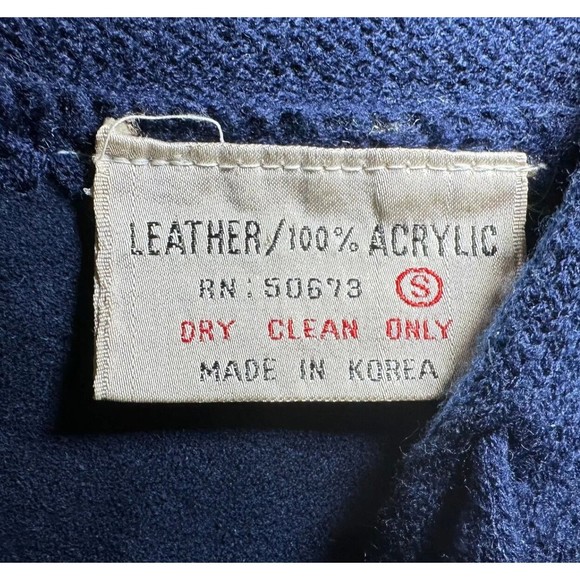 LEATHER/100% ACRYLIC
RN: 50673 S
DRY CLEAN ONLY
MADE IN KOREA